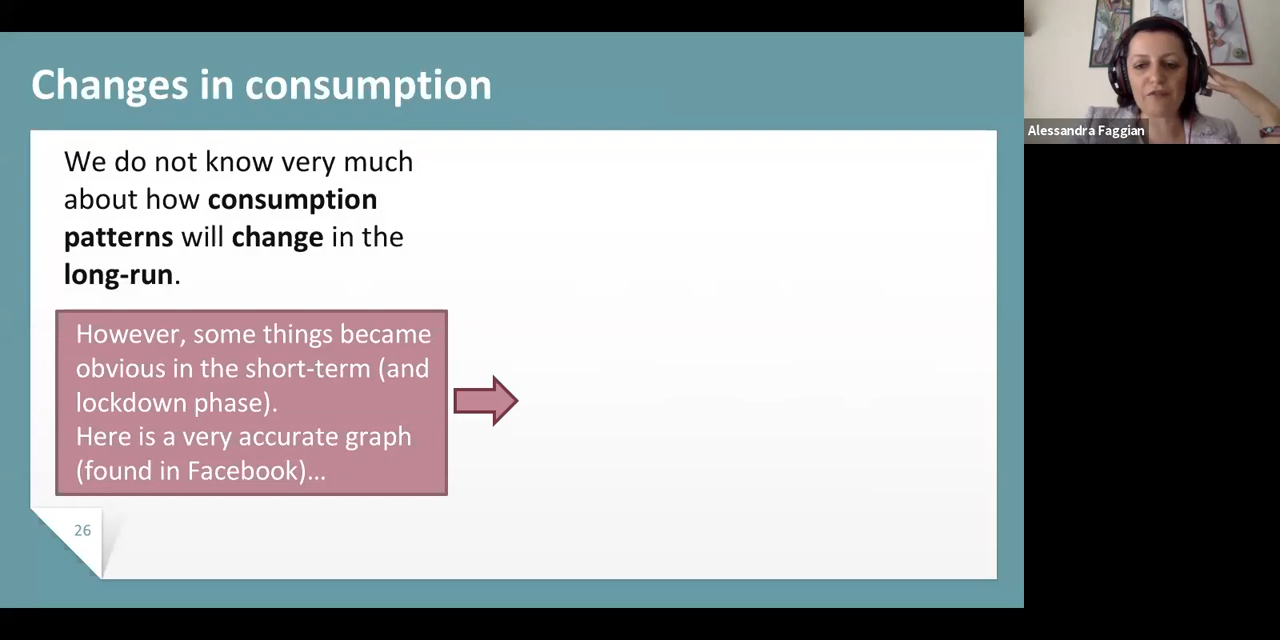 Changes in consumption
We do not know very much
about how consumption
patterns will change in the
long-run.
However, some things became
obvious in the short-term (and
lockdown phase).
Here is a very accurate graph
(found in Facebook)…
26
Alessandra Faggian